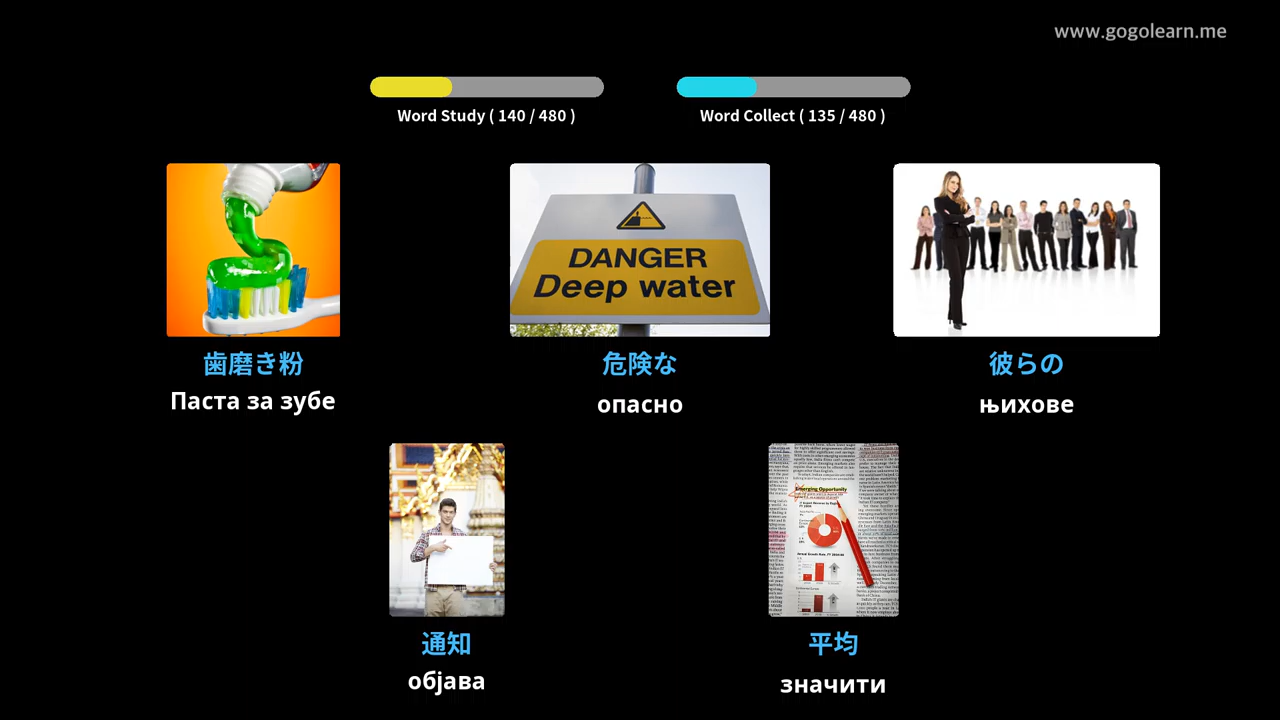 www.gogolearn.me
Word Study ( 140 / 480 )
Word Collect ( 135 / 480 )
DANGER
Deep water
歯磨き粉
危険な
彼らの
Паста за зубе
опасно
њихове
Emerging Opportunity
通知
平均
објава
значити